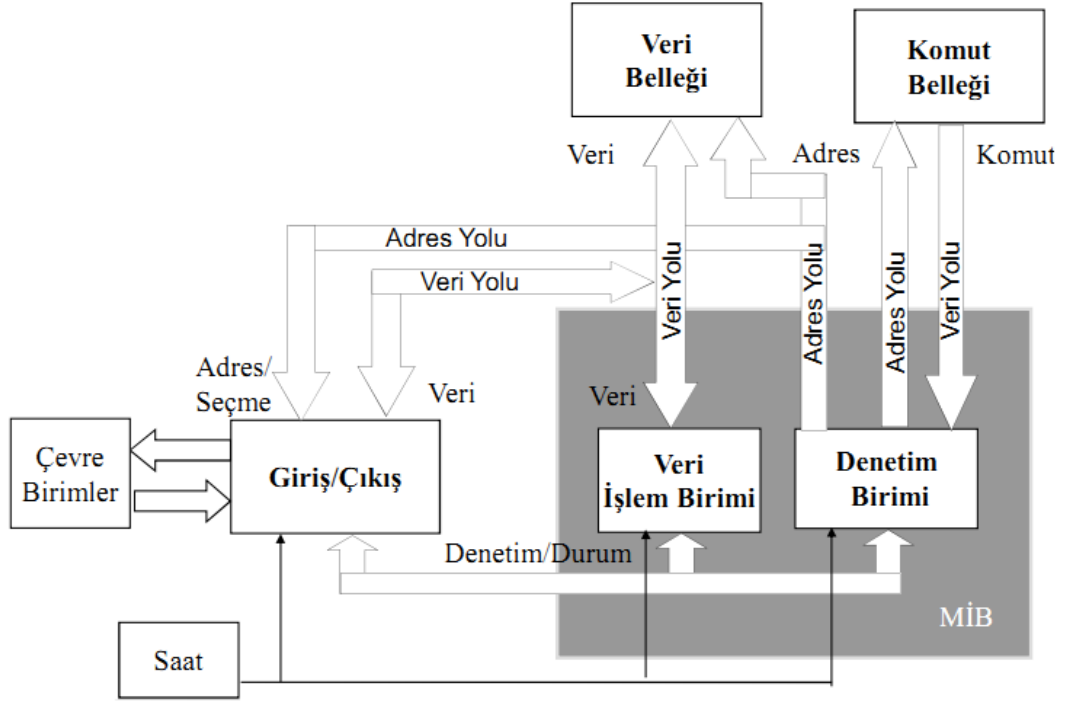 Veri
Belleği
Komut
Belleği
Veri
Adres
Komut
Adres Yolu
Veri Yolu
Veri Yolu
Adres Yolu
Adres Yolu
Veri Yolu
Adres/
Seçme
Veri
Veri
Çevre
Birimler
Giriş/Çıkış
Veri
İşlem Birimi
Denetim
Birimi
Denetim/Durum
MİB
Saat